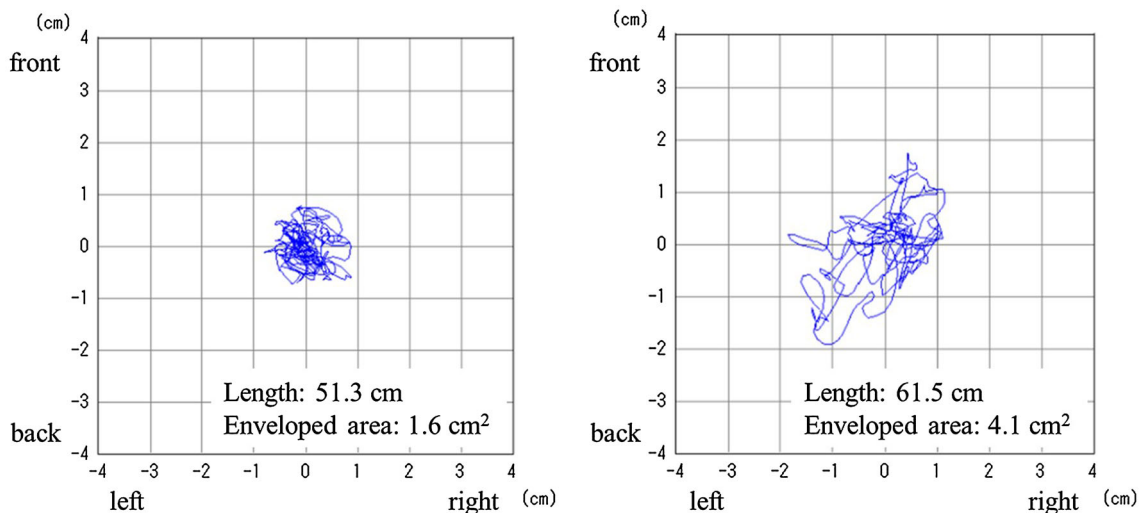 (cm)
4
front
3
2
1
0
-1
-2
-3
Length: 51.3 cm
Enveloped area: 1.6 cm²
back
-4
-4 -3 -2 -1 0 1 2 3 4
left right (cm)
(cm)
4
front
3
2
1
0
-1
-2
-3
Length: 61.5 cm
Enveloped area: 4.1 cm²
back
-4
-4 -3 -2 -1 0 1 2 3 4
left right (cm)